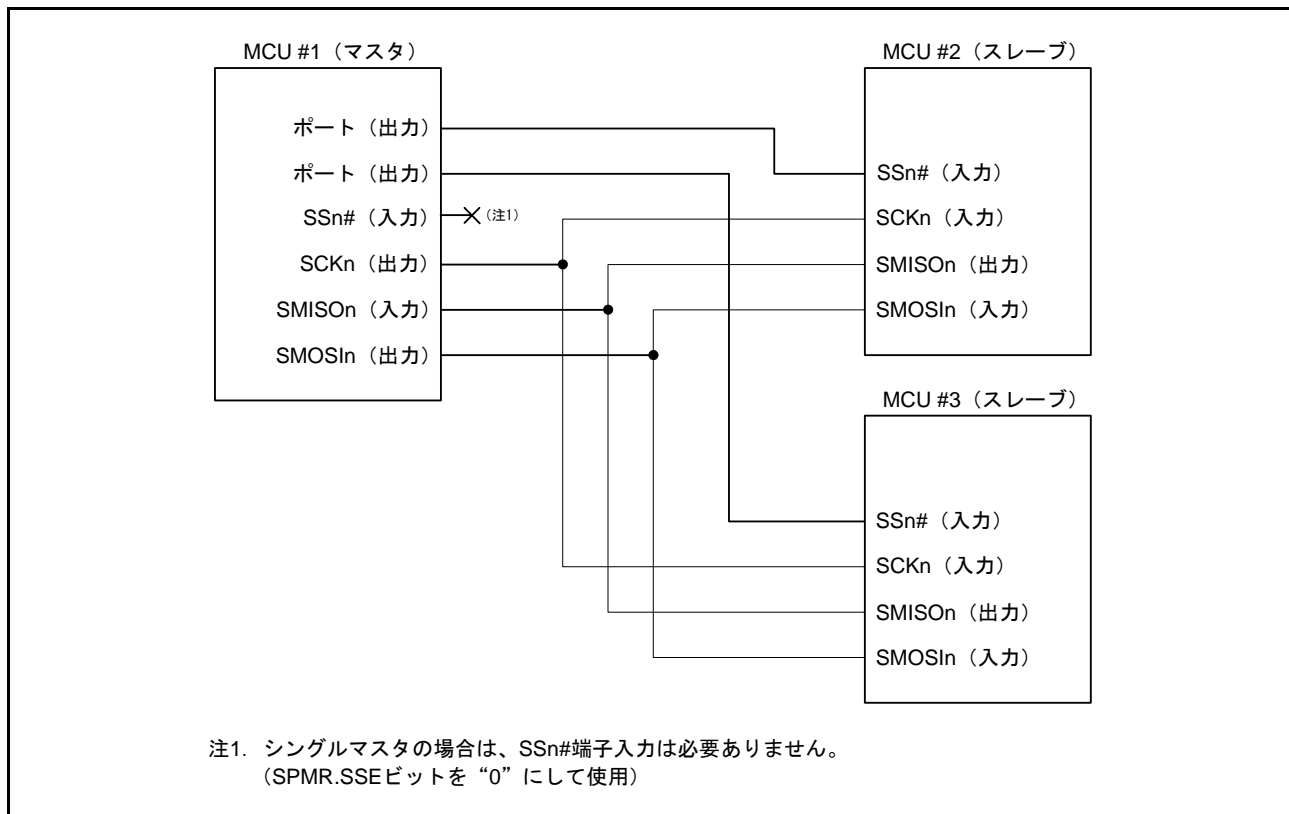 MCU #1（マスタ）
ポート（出力）
ポート（出力）
SSn#（入力）
(注1)
SCKn（出力）
SMISOn（入力）
SMOSIn（出力）
MCU #2（スレーブ）
SSn#（入力）
SCKn（入力）
SMISOn（出力）
SMOSIn（入力）
MCU #3（スレーブ）
SSn#（入力）
SCKn（入力）
SMISOn（出力）
SMOSIn（入力）
注1. シングルマスタの場合は、SSn#端子入力は必要ありません。
（SPMR.SSEビットを“0”にして使用）